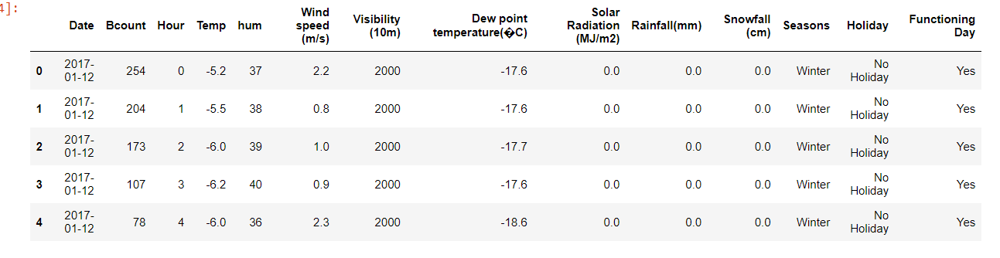 4]:
Date Bcount Hour Temp hum Wind speed (m/s) Visibility (10m) Dew point temperature(�C) Solar Radiation (MJ/m2) Rainfall(mm) Snowfall (cm) Seasons Holiday Functioning Day
0 2017-01-12 254 0 -5.2 37 2.2 2000 -17.6 0.0 0.0 0.0 Winter No Holiday Yes
1 2017-01-12 204 1 -5.5 38 0.8 2000 -17.6 0.0 0.0 0.0 Winter No Holiday Yes
2 2017-01-12 173 2 -6.0 39 1.0 2000 -17.7 0.0 0.0 0.0 Winter No Holiday Yes
3 2017-01-12 107 3 -6.2 40 0.9 2000 -17.6 0.0 0.0 0.0 Winter No Holiday Yes
4 2017-01-12 78 4 -6.0 36 2.3 2000 -18.6 0.0 0.0 0.0 Winter No Holiday Yes